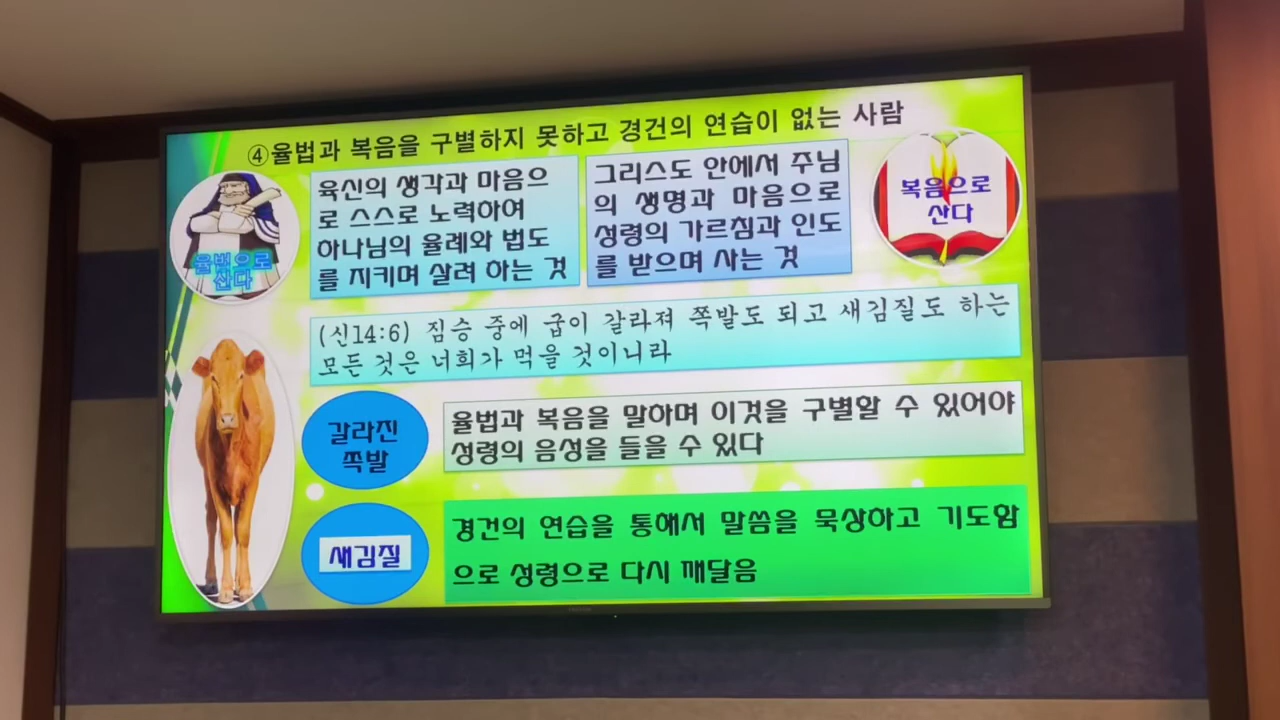 ④율법과 복음을 구별하지 못하고 경건의 연습이 없는 사람
율법으로
산다
육신의 생각과 마음으
로 스스로 노력하여
하나님의 율례와 법도
를 지키며 살려 하는 것
그리스도 안에서 주님
의 생명과 마음으로
성령의 가르침과 인도
를 받으며 사는 것
복음으로
산다
(신14:6) 짐승 중에 굽이 갈라져 쪽발도 되고 새김질도 하는
모든 것은 너희가 먹을 것이니라
갈라진
쪽발
율법과 복음을 말하며 이것을 구별할 수 있어야
성령의 음성을 들을 수 있다
새김질
경건의 연습을 통해서 말씀을 묵상하고 기도함
으로 성령으로 다시 깨달음